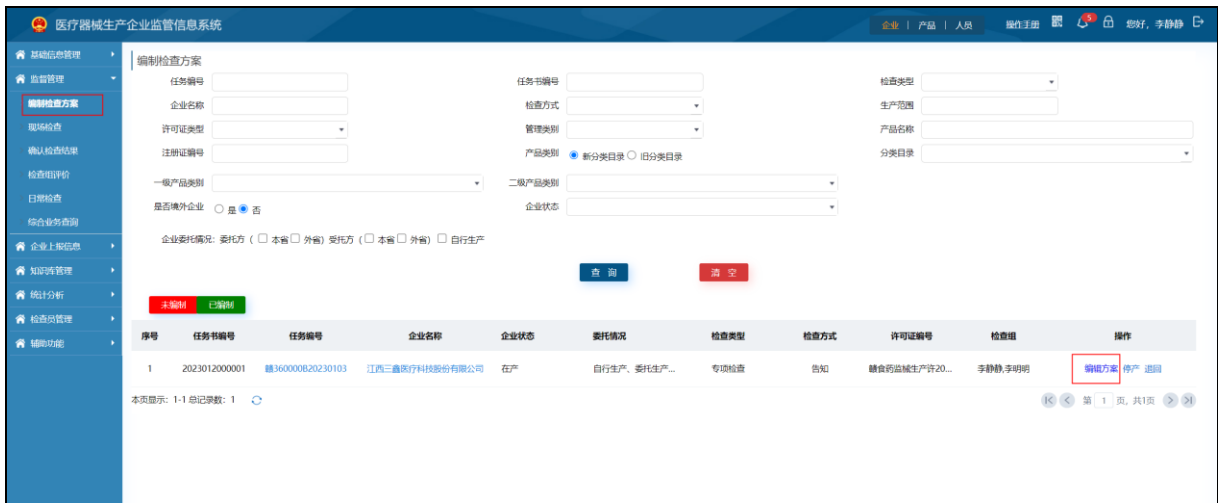 医疗器械生产企业监管信息系统
企业 | 产品 | 人员
操作手册
5
您好, 李静静
基础信息管理
监督管理
编制检查方案
现场检查
确认检查结果
检查组评价
日常检查
综合业务查询
企业上报信息
知识库管理
统计分析
检查员管理
辅助功能
编制检查方案
任务编号 任务书编号 检查类型
企业名称 检查方式 生产范围
许可证类型 管理类别 产品名称
注册证编号 产品类别 新分类目录 旧分类目录 分类目录
一级产品类别 二级产品类别
是否境外企业 是 否 企业状态
企业委托情况: 委托方 ( 本省 外省) 受托方 ( 本省 外省) 自行生产
查 询 清 空
未编制 已编制
序号 任务书编号 任务编号 企业名称 企业状态 委托情况 检查类型 检查方式 许可证编号 检查组 操作
1 2023012000001 赣360000B20230103 江西三鑫医疗科技股份有限公司 在产 自行生产、委托生产... 专项检查 告知 赣食药监械生产许20... 李静静,李明明 编辑方案 停产 退回
本页显示: 1-1 总记录数: 1 第 1 页, 共1页